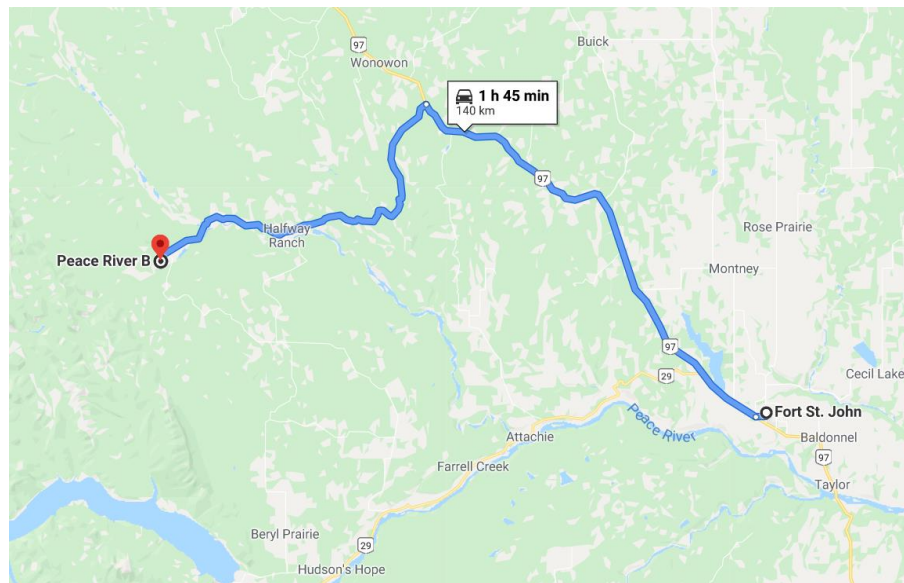 97
Buick
Wonowon
1 h 45 min
140 km
97
Rose Prairie
Halfway
Ranch
Peace River B
Montney
97
29
Cecil Lake
Fort St. John
Peace River
Attachie
Baldonnel
97
Farrell Creek
Taylor
Beryl Prairie
29
Hudson's Hope